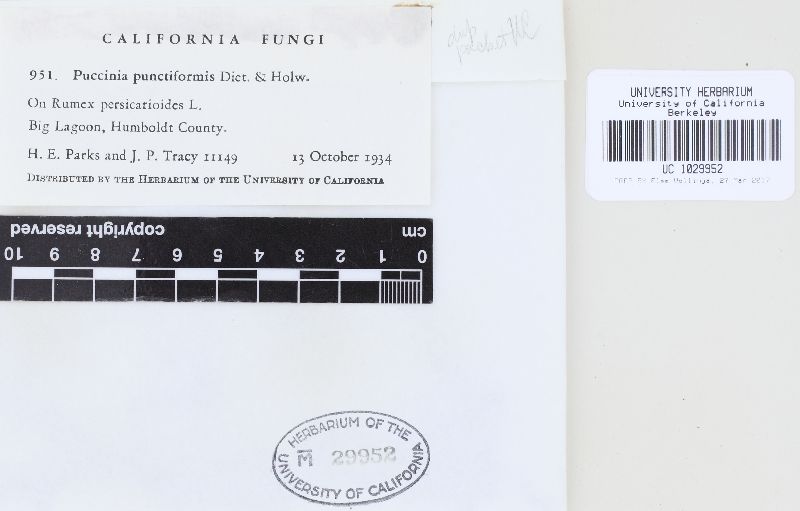 CALIFORNIA FUNGI
951. Puccinia punctiformis Diet. & Holw.
On Rumex persicarioides L.
Big Lagoon, Humboldt County.
H. E. Parks and J. P. Tracy 11149 13 October 1934
DISTRIBUTED BY THE HERBARIUM OF THE UNIVERSITY OF CALIFORNIA
UNIVERSITY HERBARIUM
University of California
Berkeley
UC 1029952
cm copyright reserved
0 1 2 3 4 5 6 7 8 9 10
HERBARIUM OF THE
M 29952
UNIVERSITY OF CALIFORNIA